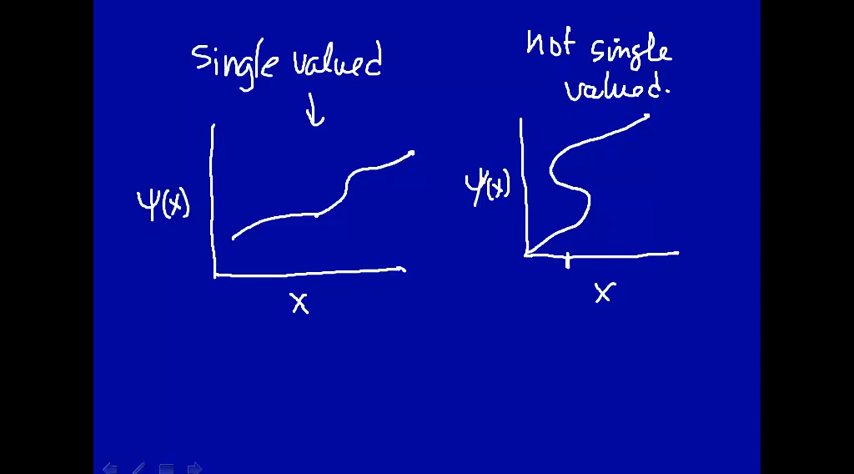 Single valued
not single
valued.
Ψ(x)
x
Ψ(x)
x